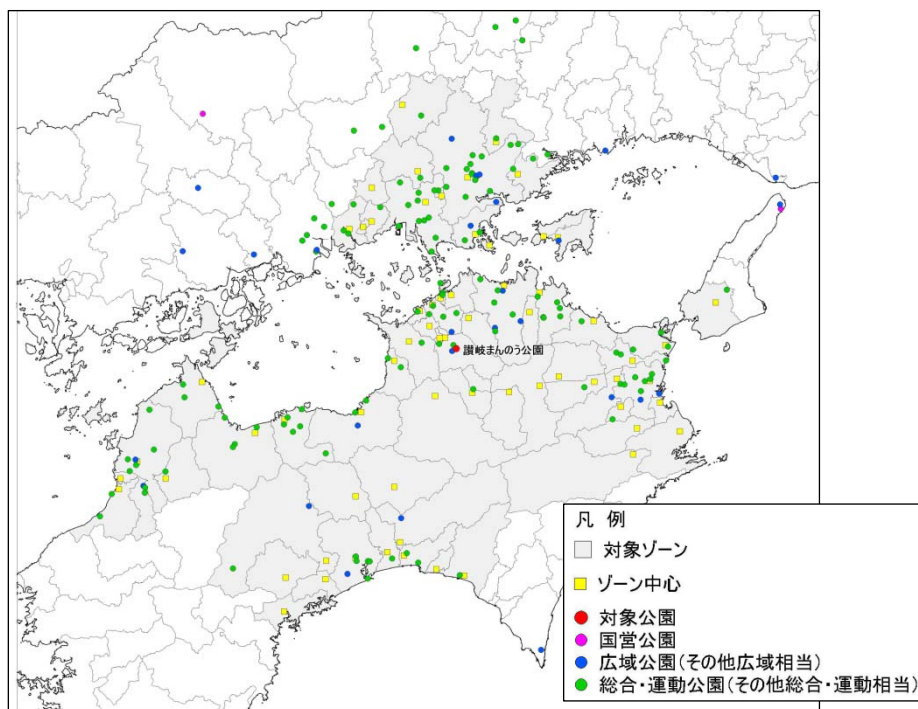 讃岐まんのう公園
凡 例
対象ゾーン
ゾーン中心
対象公園
国営公園
広域公園(その他広域相当)
総合・運動公園(その他総合・運動相当)